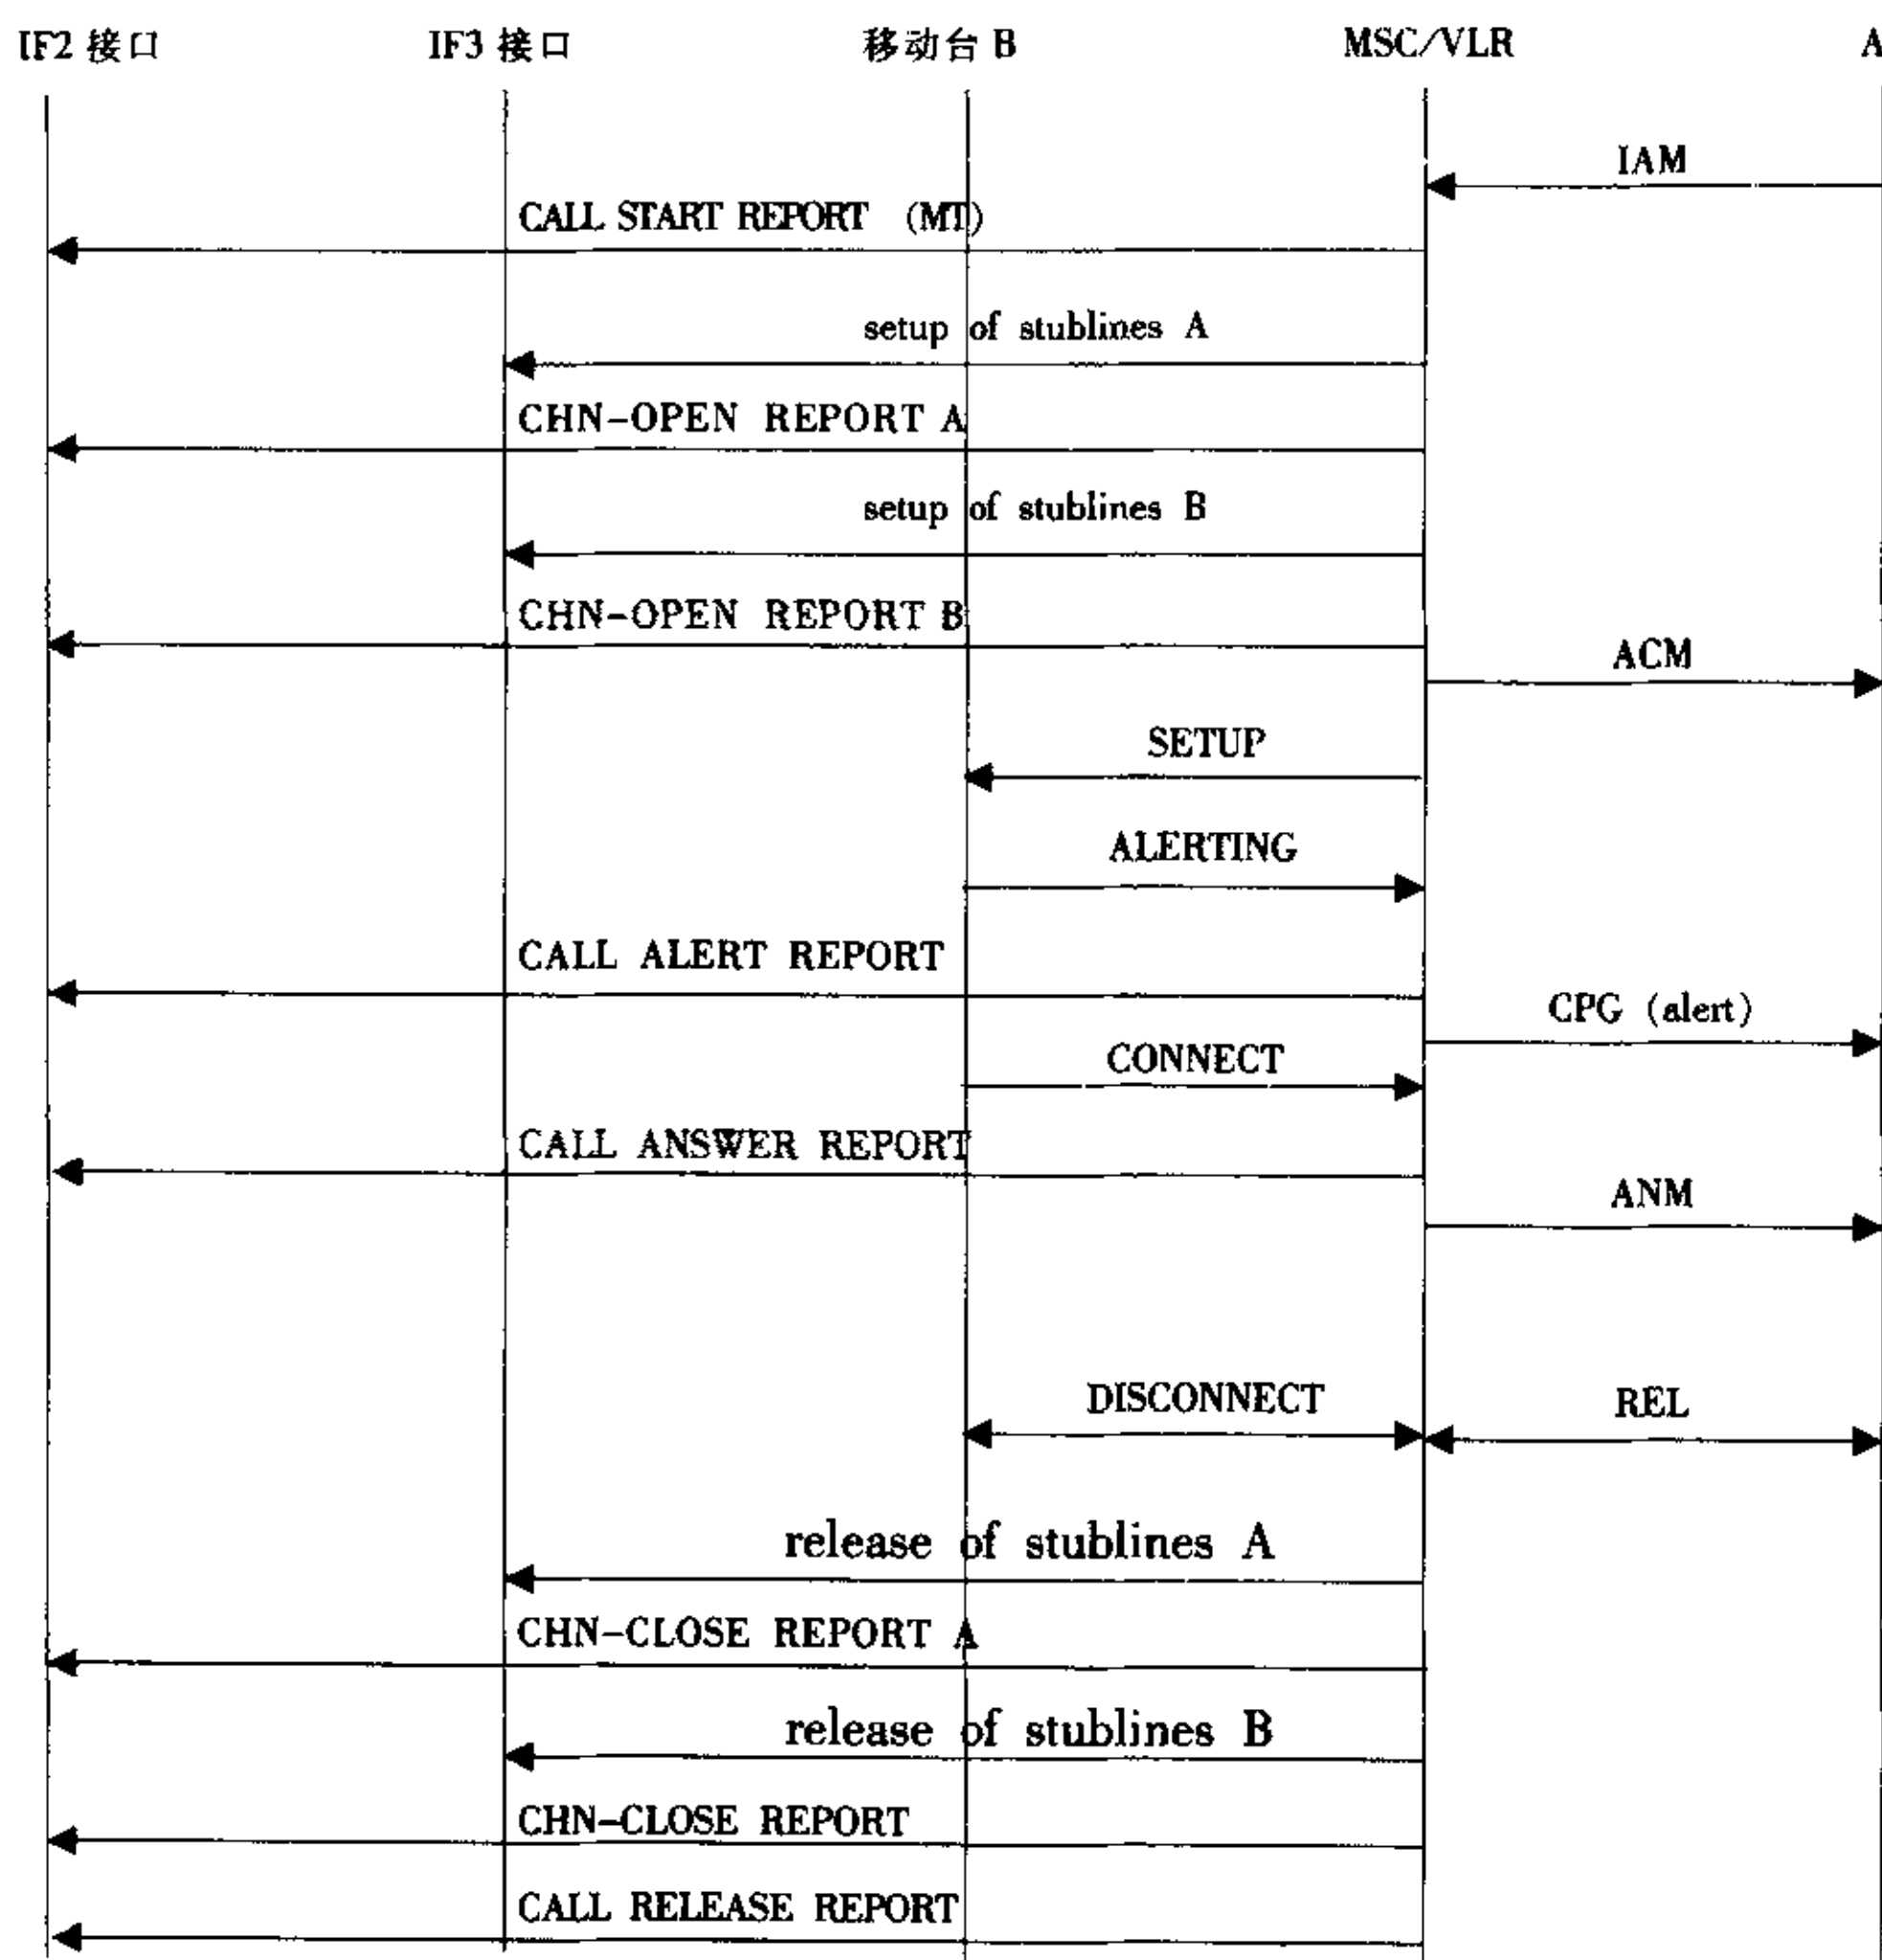 IF2 接口 IF3 接口 移动台 B MSC/VLR A
IAM
CALL START REPORT (MT)
setup of stublines A
CHN-OPEN REPORT A
setup of stublines B
CHN-OPEN REPORT B
ACM
SETUP
ALERTING
CALL ALERT REPORT
CPG (alert)
CONNECT
CALL ANSWER REPORT
ANM
DISCONNECT
REL
release of stublines A
CHN-CLOSE REPORT A
release of stublines B
CHN-CLOSE REPORT
CALL RELEASE REPORT